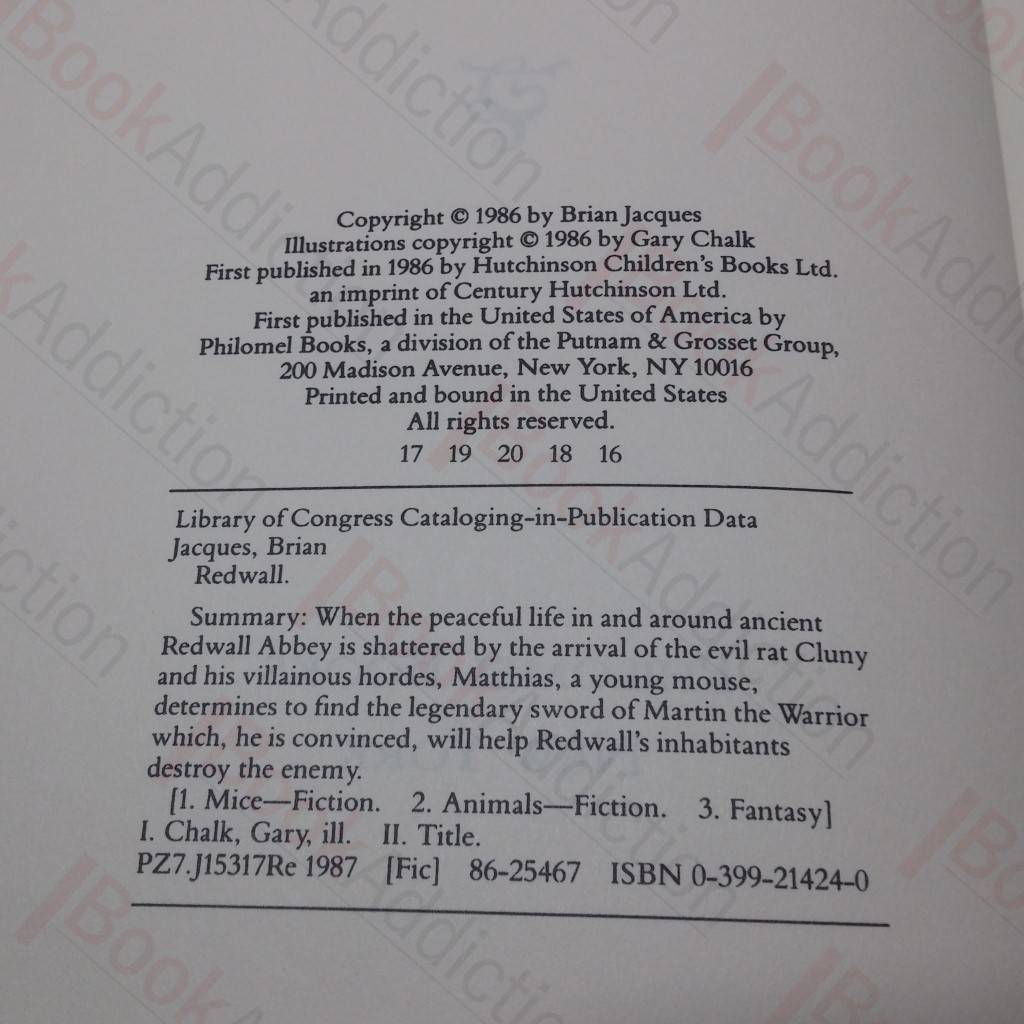 Copyright © 1986 by Brian Jacques
Illustrations copyright © 1986 by Gary Chalk
First published in 1986 by Hutchinson Children's Books Ltd.
an imprint of Century Hutchinson Ltd.
First published in the United States of America by
Philomel Books, a division of the Putnam & Grosset Group,
200 Madison Avenue, New York, NY 10016
Printed and bound in the United States
All rights reserved.
17 19 20 18 16
Library of Congress Cataloging-in-Publication Data
Jacques, Brian
Redwall.
Summary: When the peaceful life in and around ancient
Redwall Abbey is shattered by the arrival of the evil rat Cluny
and his villainous hordes, Matthias, a young mouse,
determines to find the legendary sword of Martin the Warrior
which, he is convinced, will help Redwall's inhabitants
destroy the enemy.
[1. Mice—Fiction. 2. Animals—Fiction. 3. Fantasy]
I. Chalk, Gary, ill. II. Title.
PZ7.J15317Re 1987 [Fic] 86-25467 ISBN 0-399-21424-0
BookAddiction